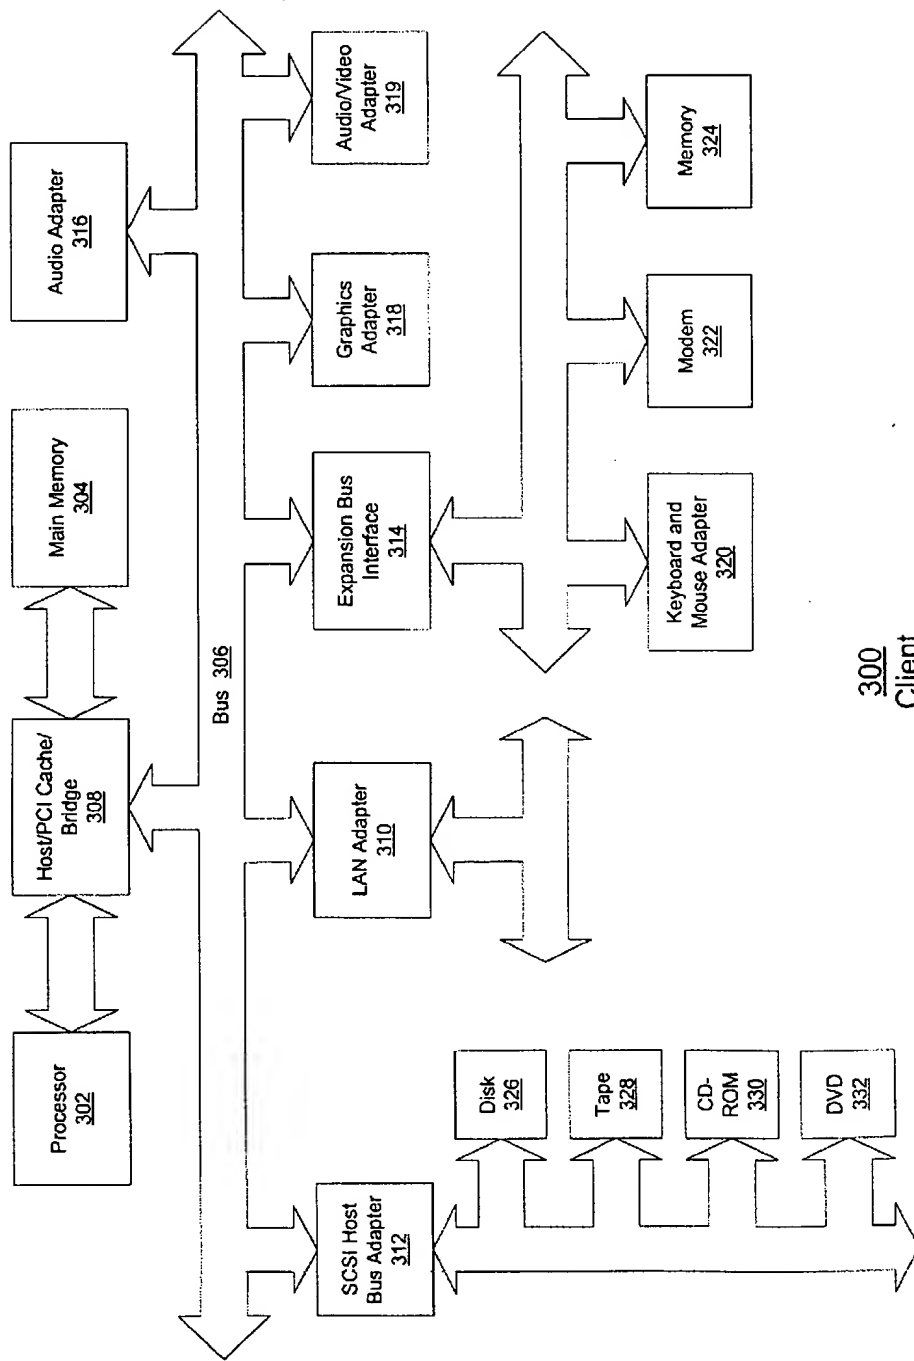 Processor
302
Host/PCI Cache/
Bridge
308
Main Memory
304
Audio Adapter
316
Bus 306
SCSI Host
Bus Adapter
312
LAN Adapter
310
Expansion Bus
Interface
314
Graphics
Adapter
318
Audio/Video
Adapter
319
Disk
326
Tape
328
CD-
ROM
330
DVD
332
Keyboard and
Mouse Adapter
320
Modem
322
Memory
324
300
Client